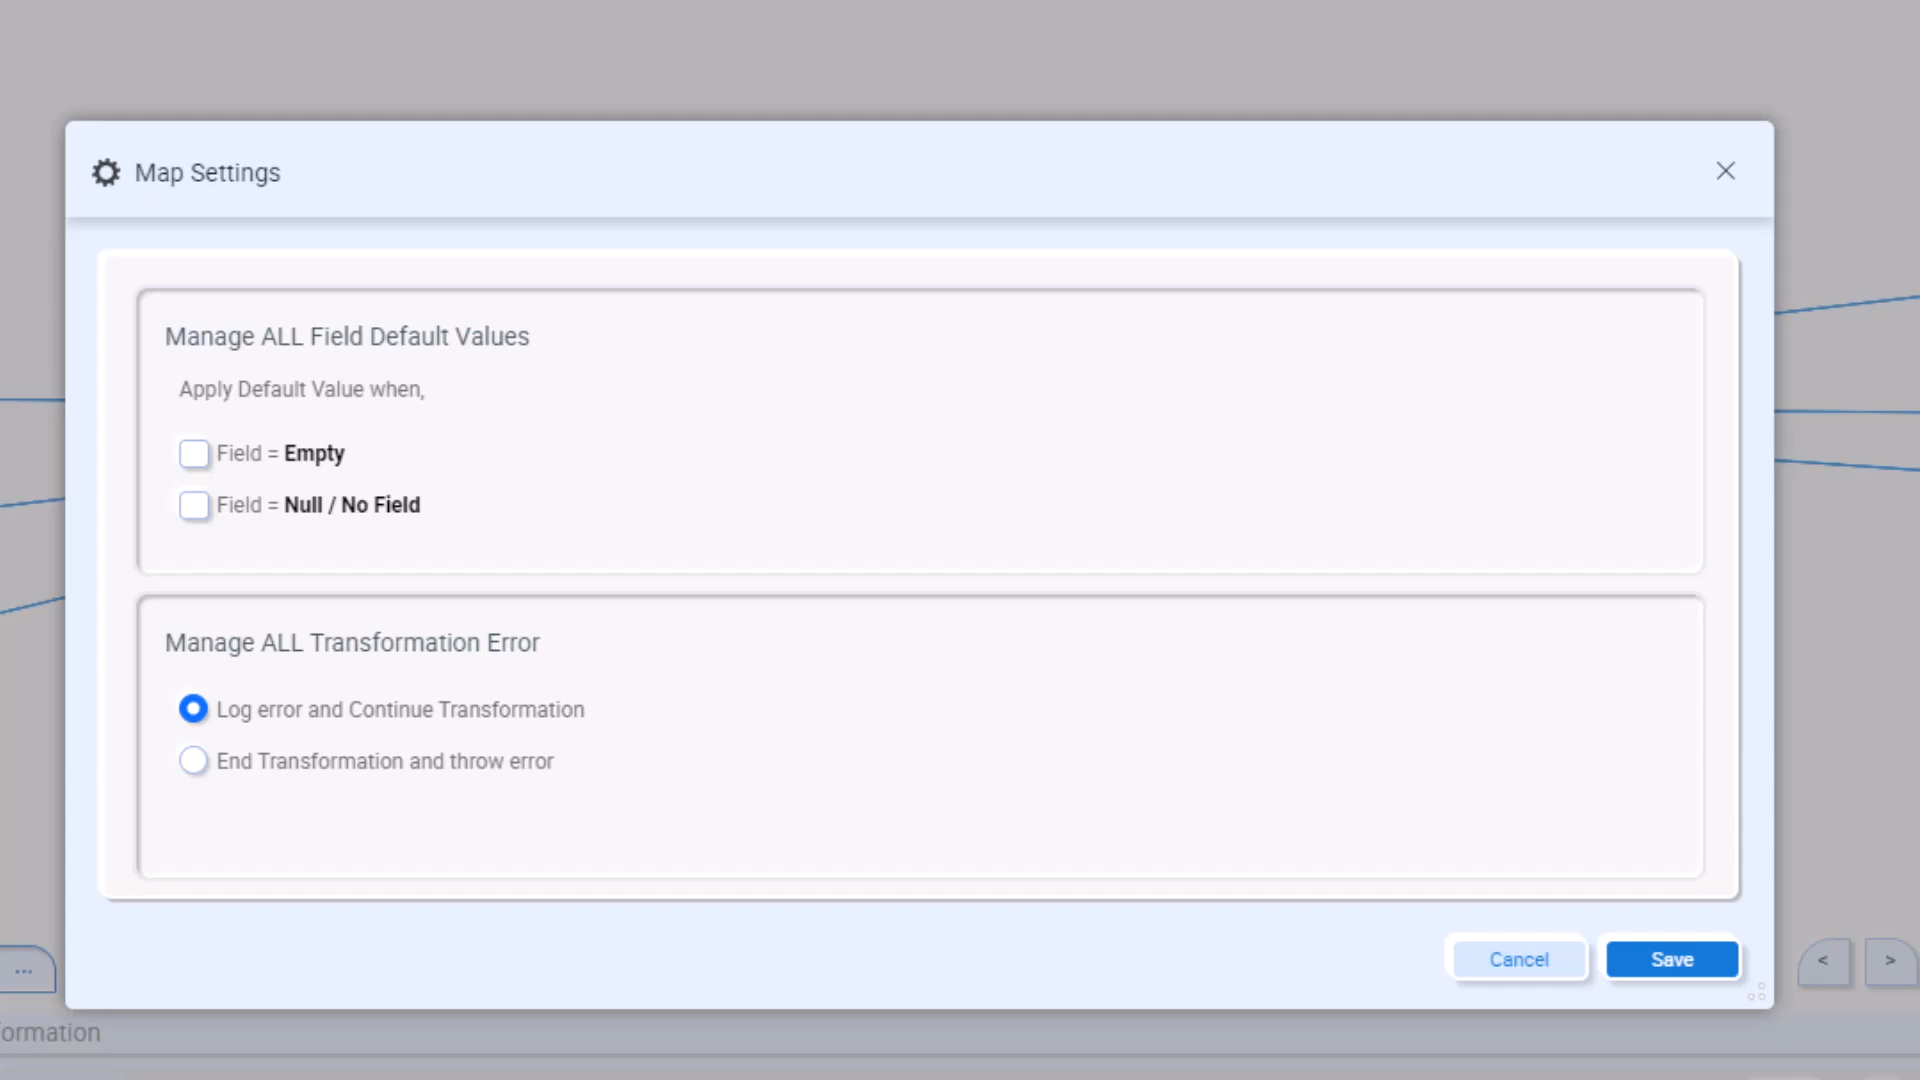 Map Settings
Manage ALL Field Default Values
Apply Default Value when,
Field = Empty
Field = Null / No Field
Manage ALL Transformation Error
Log error and Continue Transformation
End Transformation and throw error
Cancel
Save
...
<
>
ormation